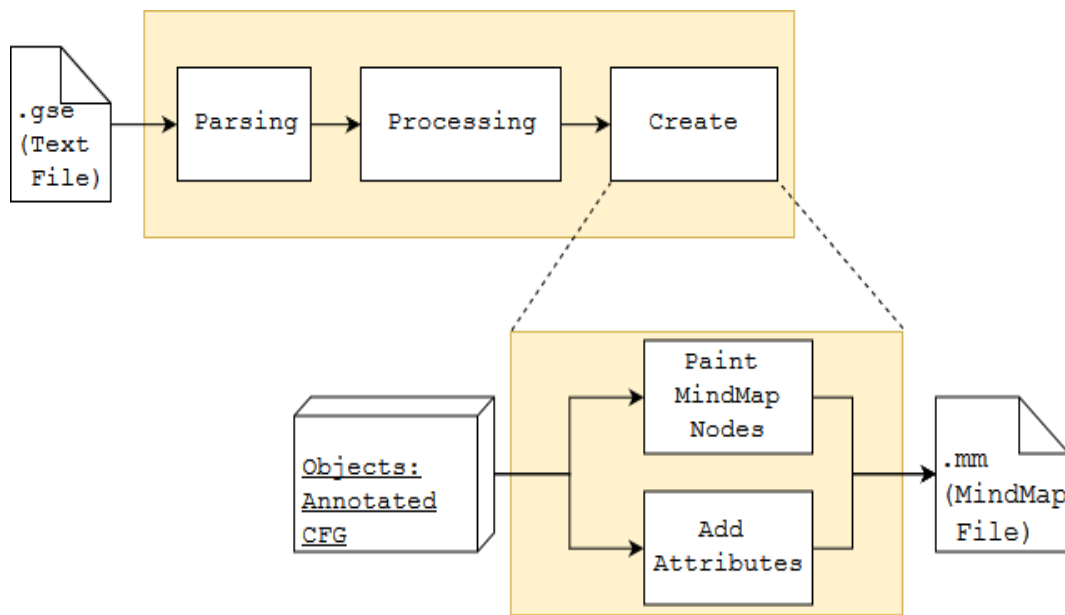 .gse
(Text
File)
Parsing
Processing
Create
Paint
MindMap
Nodes
Objects:
Annotated
CFG
Add
Attributes
.mm
(MindMap
File)